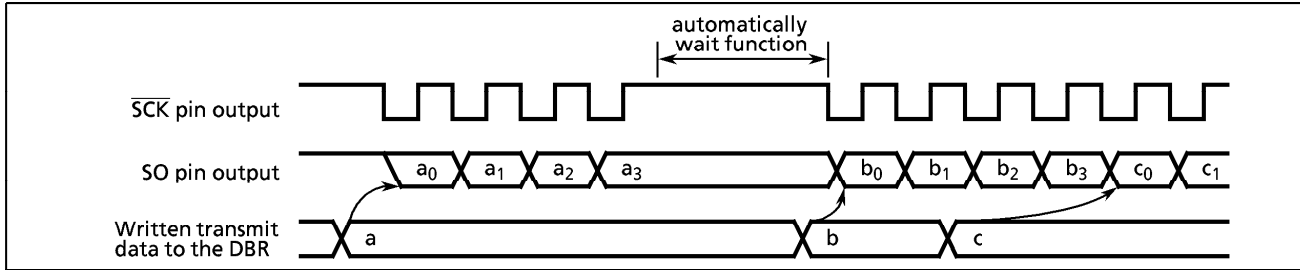 automatically
wait function
SCK pin output
SO pin output
a0 a1 a2 a3 b0 b1 b2 b3 c0 c1
Written transmit
data to the DBR
a b c